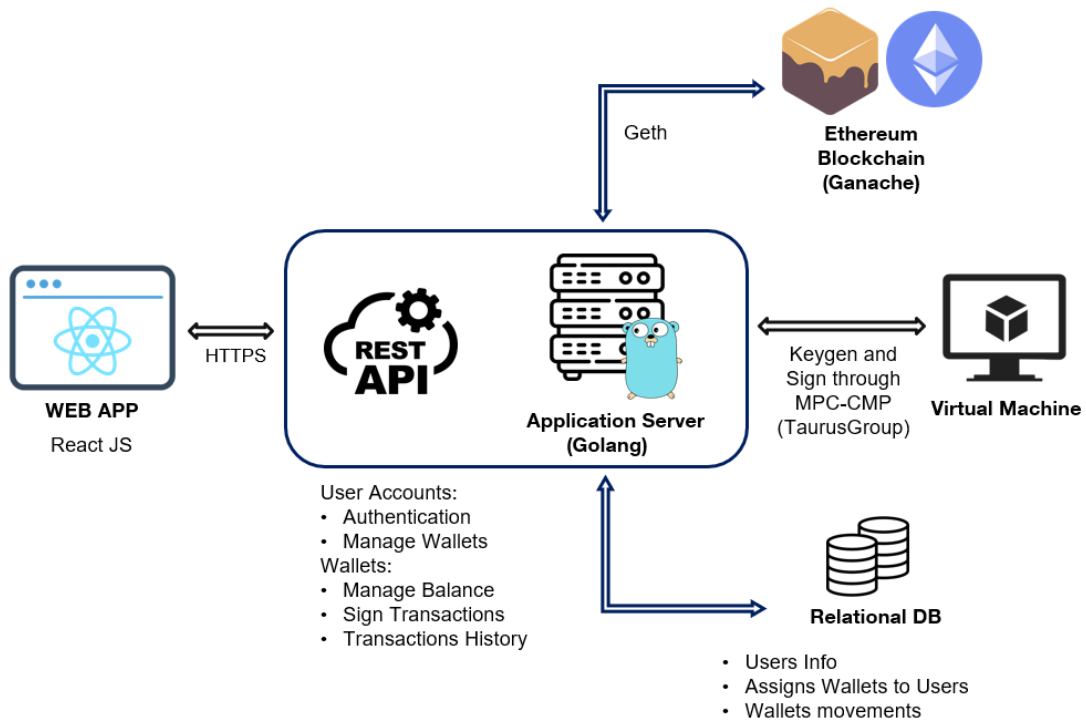 Geth
Ethereum
Blockchain
(Ganache)
HTTPS
WEB APP
React JS
REST
API
Application Server
(Golang)
Keygen and
Sign through
MPC-CMP
(TaurusGroup)
Virtual Machine
User Accounts:
• Authentication
• Manage Wallets
Wallets:
• Manage Balance
• Sign Transactions
• Transactions History
Relational DB
• Users Info
• Assigns Wallets to Users
• Wallets movements